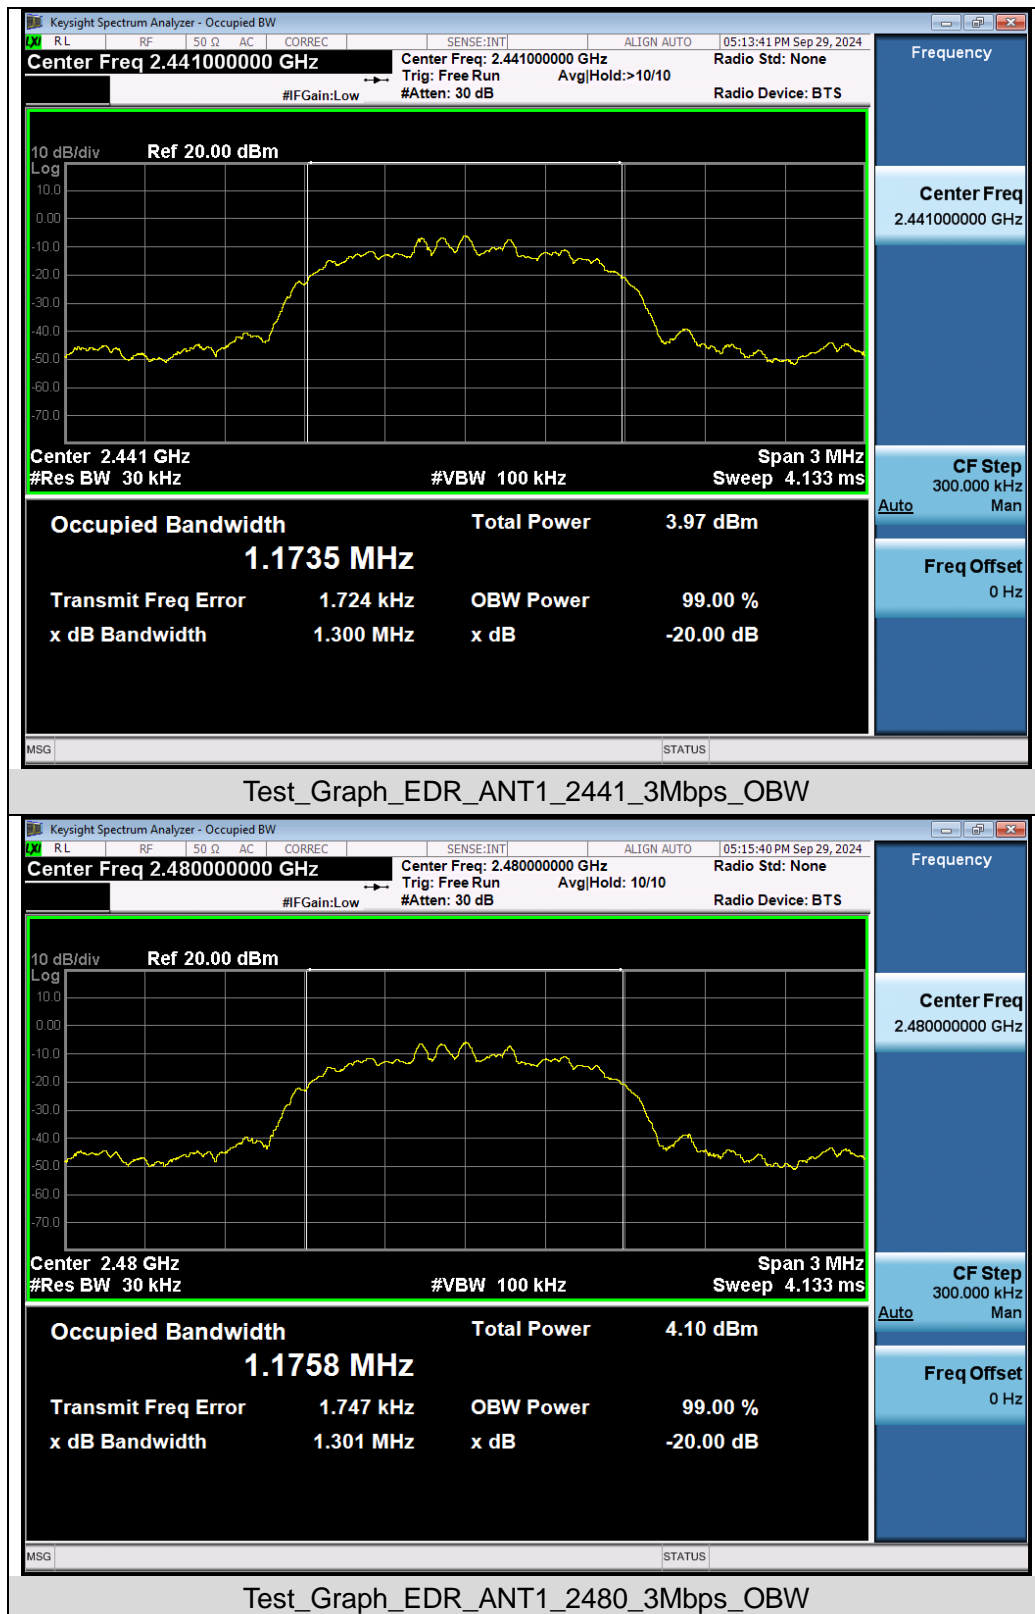 Keysight Spectrum Analyzer - Occupied BW
LXI RL RF 50 Ω AC CORREC SENSE:INT ALIGN AUTO 05:13:41 PM Sep 29, 2024
Center Freq 2.441000000 GHz
Center Freq: 2.441000000 GHz
Radio Std: None
Trig: Free Run Avg|Hold:>10/10
#IFGain:Low
#Atten: 30 dB
Radio Device: BTS
Frequency
10 dB/div Ref 20.00 dBm
Log
10.0
0.00
-10.0
-20.0
-30.0
-40.0
-50.0
-60.0
-70.0
Center Freq
2.441000000 GHz
Center 2.441 GHz Span 3 MHz
#Res BW 30 kHz #VBW 100 kHz Sweep 4.133 ms
CF Step
300.000 kHz
Auto Man
Freq Offset
0 Hz
Occupied Bandwidth Total Power 3.97 dBm
1.1735 MHz
Transmit Freq Error 1.724 kHz OBW Power 99.00 %
x dB Bandwidth 1.300 MHz x dB -20.00 dB
MSG STATUS
Test_Graph_EDR_ANT1_2441_3Mbps_OBW
Keysight Spectrum Analyzer - Occupied BW
LXI RL RF 50 Ω AC CORREC SENSE:INT ALIGN AUTO 05:15:40 PM Sep 29, 2024
Center Freq 2.480000000 GHz
Center Freq: 2.480000000 GHz
Radio Std: None
Trig: Free Run Avg|Hold: 10/10
#IFGain:Low
#Atten: 30 dB
Radio Device: BTS
Frequency
10 dB/div Ref 20.00 dBm
Log
10.0
0.00
-10.0
-20.0
-30.0
-40.0
-50.0
-60.0
-70.0
Center Freq
2.480000000 GHz
Center 2.48 GHz Span 3 MHz
#Res BW 30 kHz #VBW 100 kHz Sweep 4.133 ms
CF Step
300.000 kHz
Auto Man
Freq Offset
0 Hz
Occupied Bandwidth Total Power 4.10 dBm
1.1758 MHz
Transmit Freq Error 1.747 kHz OBW Power 99.00 %
x dB Bandwidth 1.301 MHz x dB -20.00 dB
MSG STATUS
Test_Graph_EDR_ANT1_2480_3Mbps_OBW